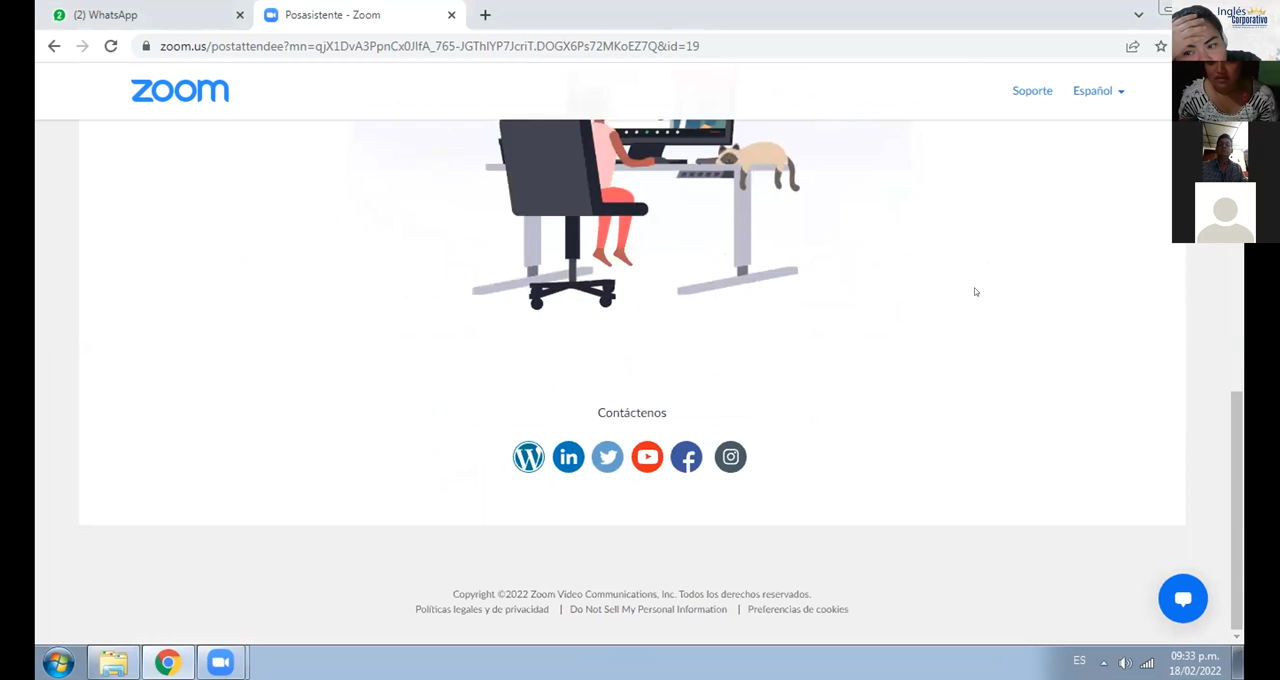 (2) WhatsApp
Posasistente - Zoom
Inglés
Corporativo
zoom.us/postattendee?mn=qjX1DvA3PpnCx0JlfA_765-JGThlYP7JcriT.DOGX6Ps72MKoEZ7Q&id=19
zoom
Soporte
Español
Contáctenos
Copyright ©2022 Zoom Video Communications, Inc. Todos los derechos reservados.
Políticas legales y de privacidad | Do Not Sell My Personal Information | Preferencias de cookies
ES
09:33 p.m.
18/02/2022